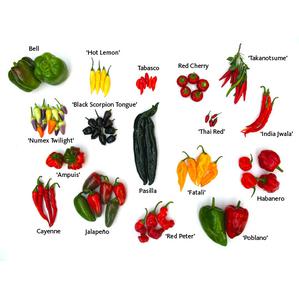 Bell
'Hot Lemon'
Tabasco
Red Cherry
'Takanotsume'
'Numex Twilight'
'Black Scorpion Tongue'
'Thai Red'
'India Jwala'
'Ampuis'
Pasilla
'Fatali'
Habanero
Cayenne
Jalapeño
'Red Peter'
'Poblano'